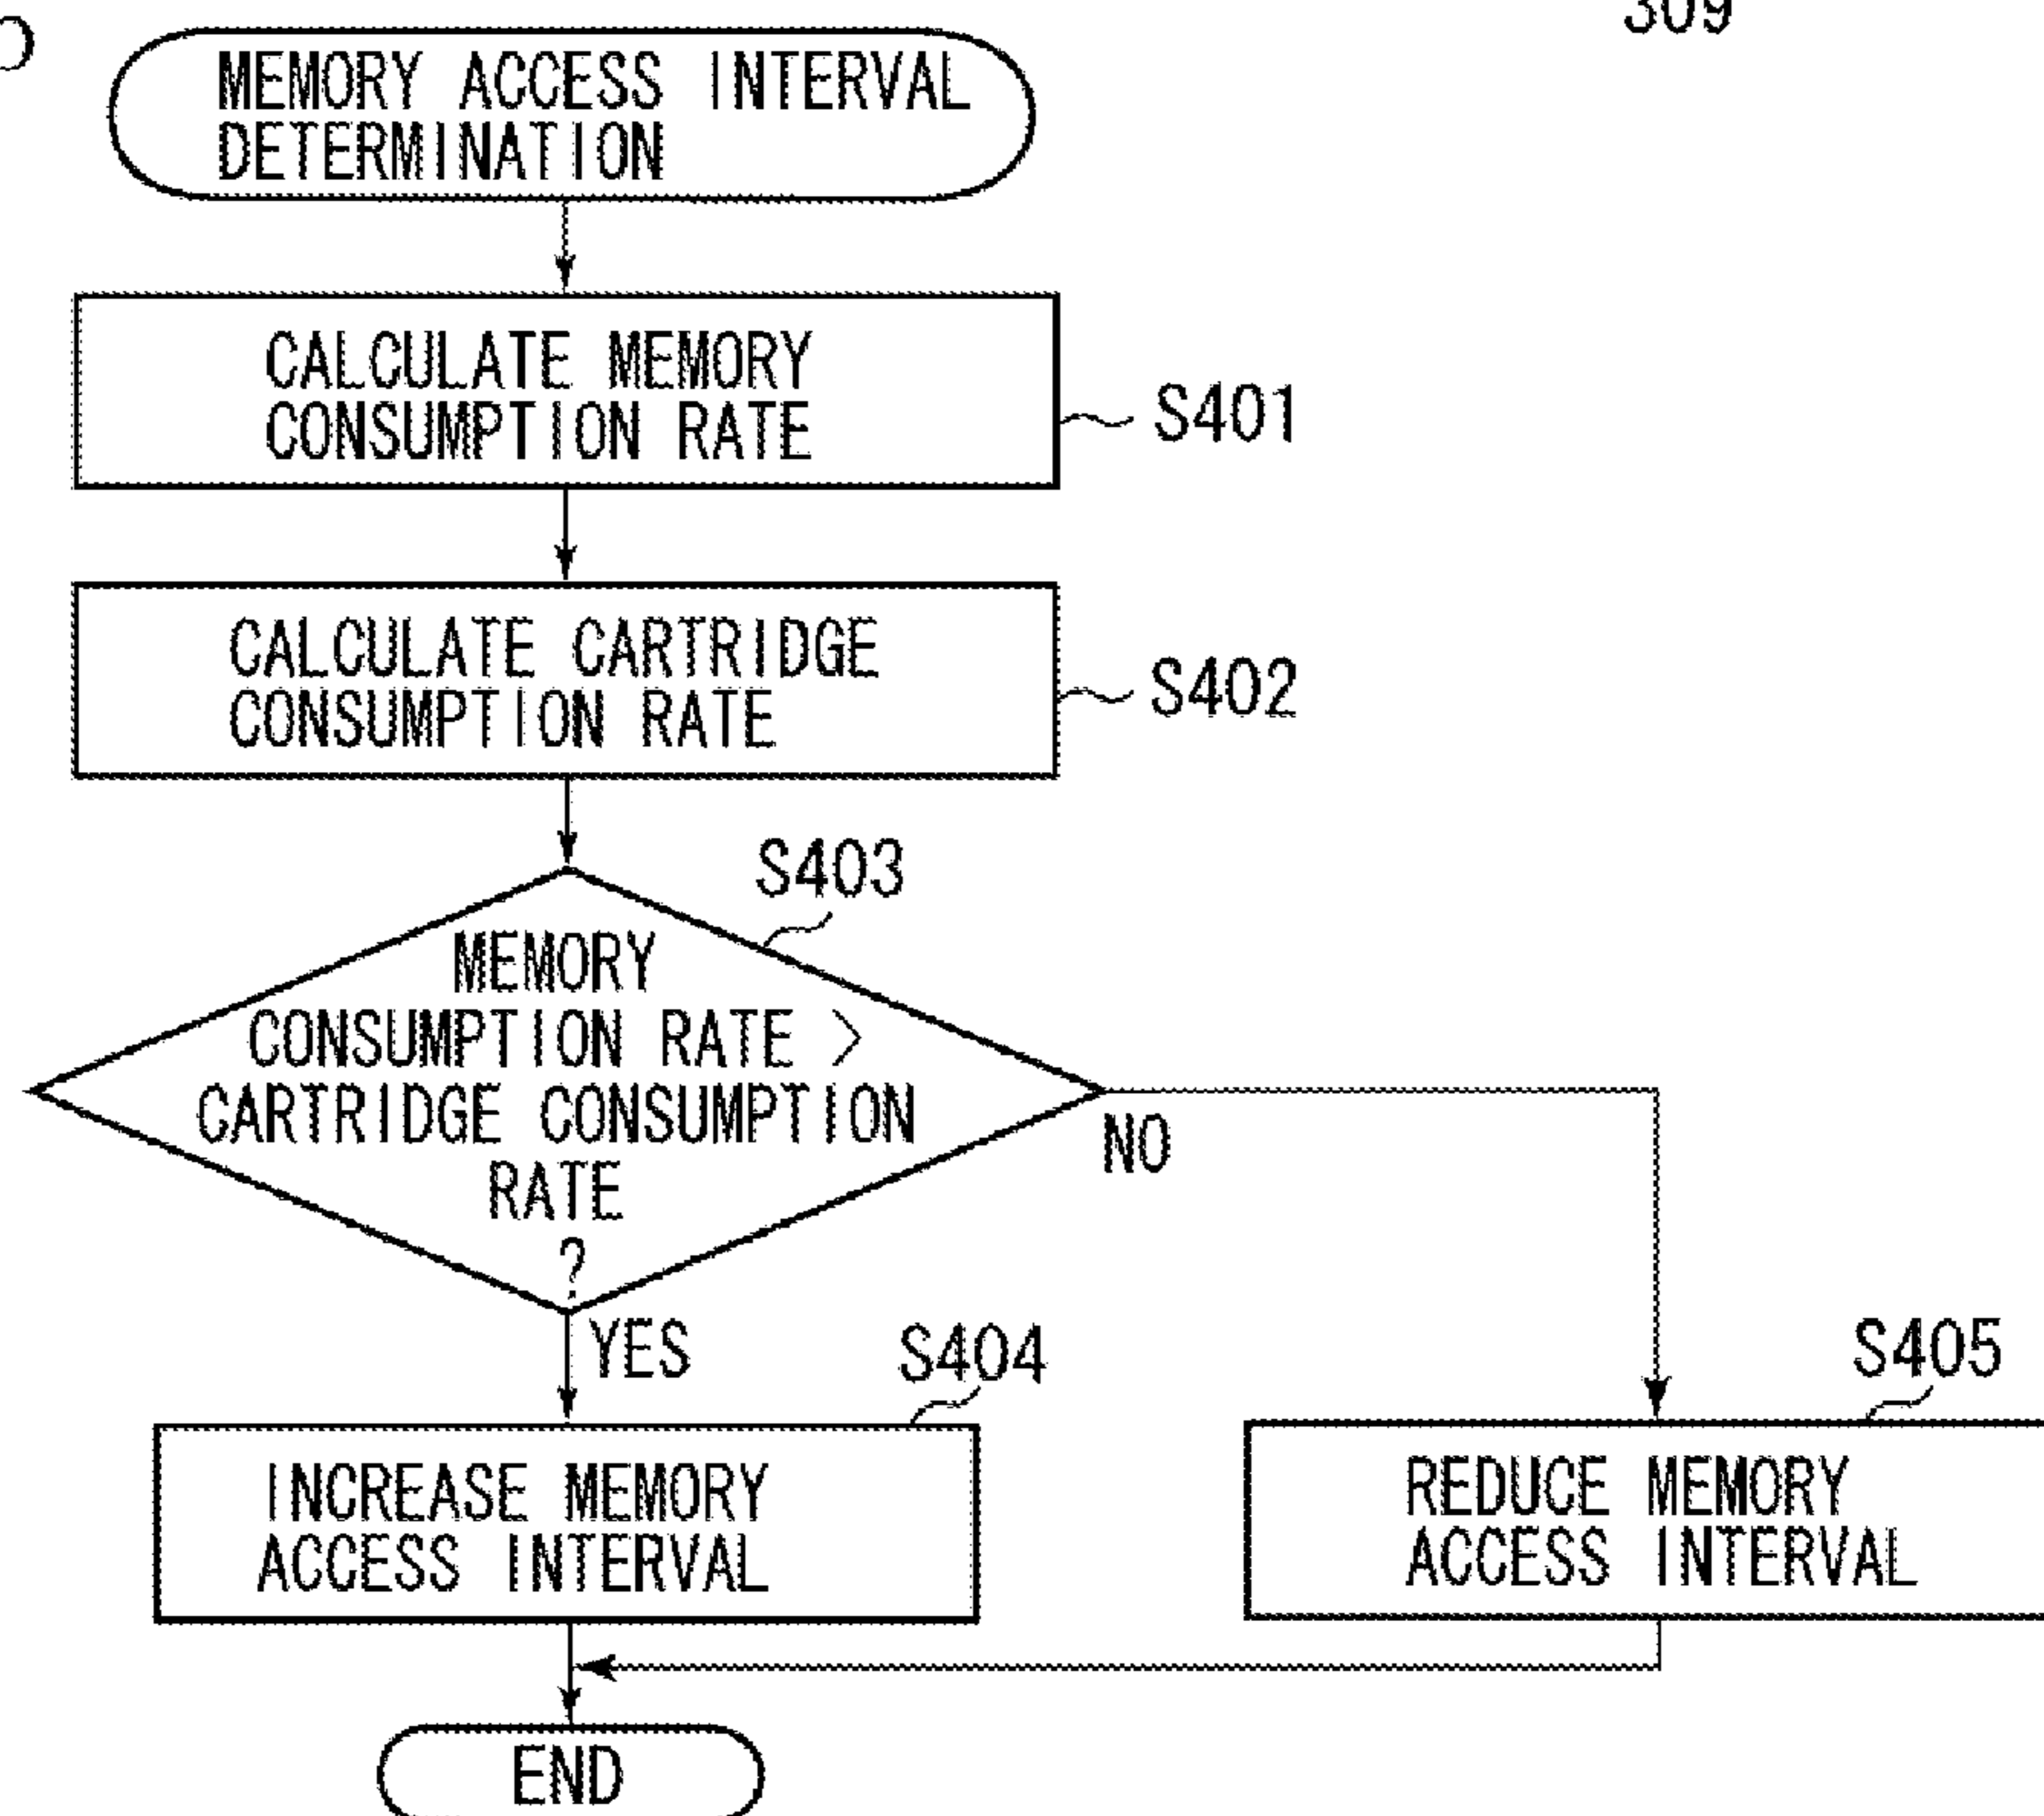 309
MEMORY ACCESS INTERVAL
DETERMINATION
CALCULATE MEMORY
CONSUMPTION RATE
S401
CALCULATE CARTRIDGE
CONSUMPTION RATE
S402
S403
MEMORY
CONSUMPTION RATE >
CARTRIDGE CONSUMPTION
RATE
?
NO
YES
S404
S405
INCREASE MEMORY
ACCESS INTERVAL
REDUCE MEMORY
ACCESS INTERVAL
END